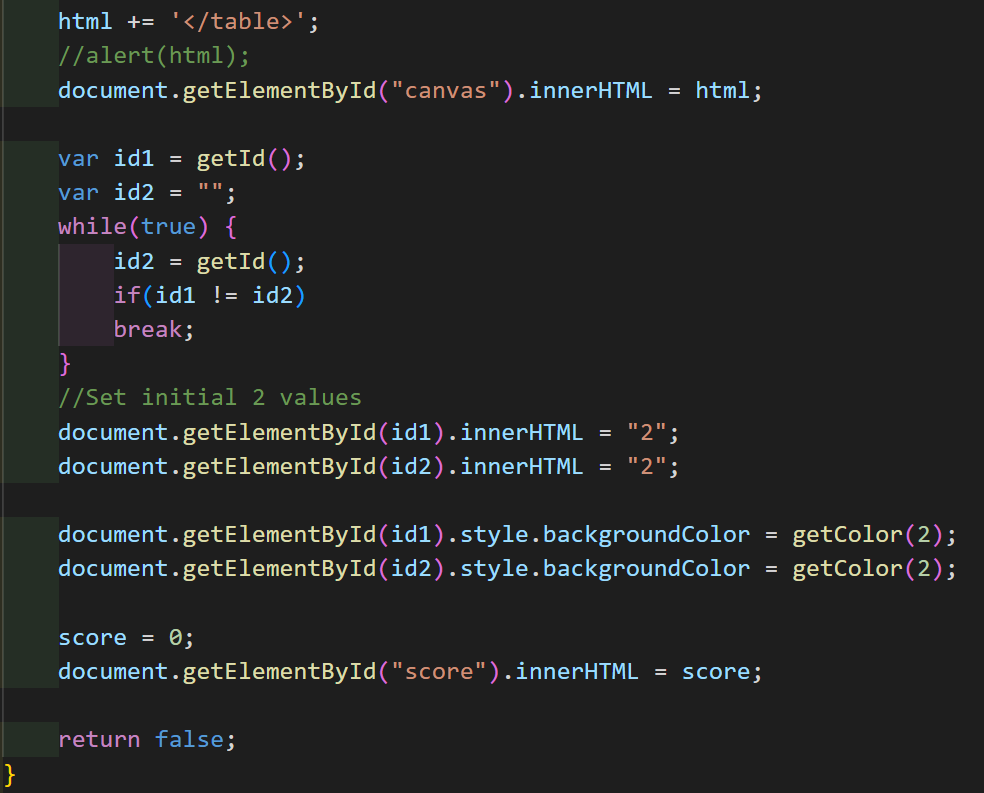 html += '</table>';
//alert(html);
document.getElementById("canvas").innerHTML = html;
var id1 = getId();
var id2 = "";
while(true) {
id2 = getId();
if(id1 != id2)
break;
}
//Set initial 2 values
document.getElementById(id1).innerHTML = "2";
document.getElementById(id2).innerHTML = "2";
document.getElementById(id1).style.backgroundColor = getColor(2);
document.getElementById(id2).style.backgroundColor = getColor(2);
score = 0;
document.getElementById("score").innerHTML = score;
return false;
}